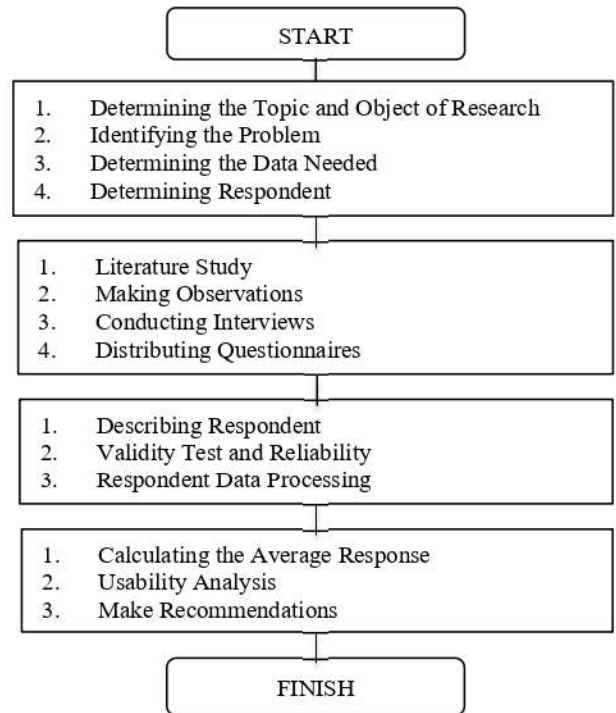 START
1. Determining the Topic and Object of Research
2. Identifying the Problem
3. Determining the Data Needed
4. Determining Respondent
1. Literature Study
2. Making Observations
3. Conducting Interviews
4. Distributing Questionnaires
1. Describing Respondent
2. Validity Test and Reliability
3. Respondent Data Processing
1. Calculating the Average Response
2. Usability Analysis
3. Make Recommendations
FINISH